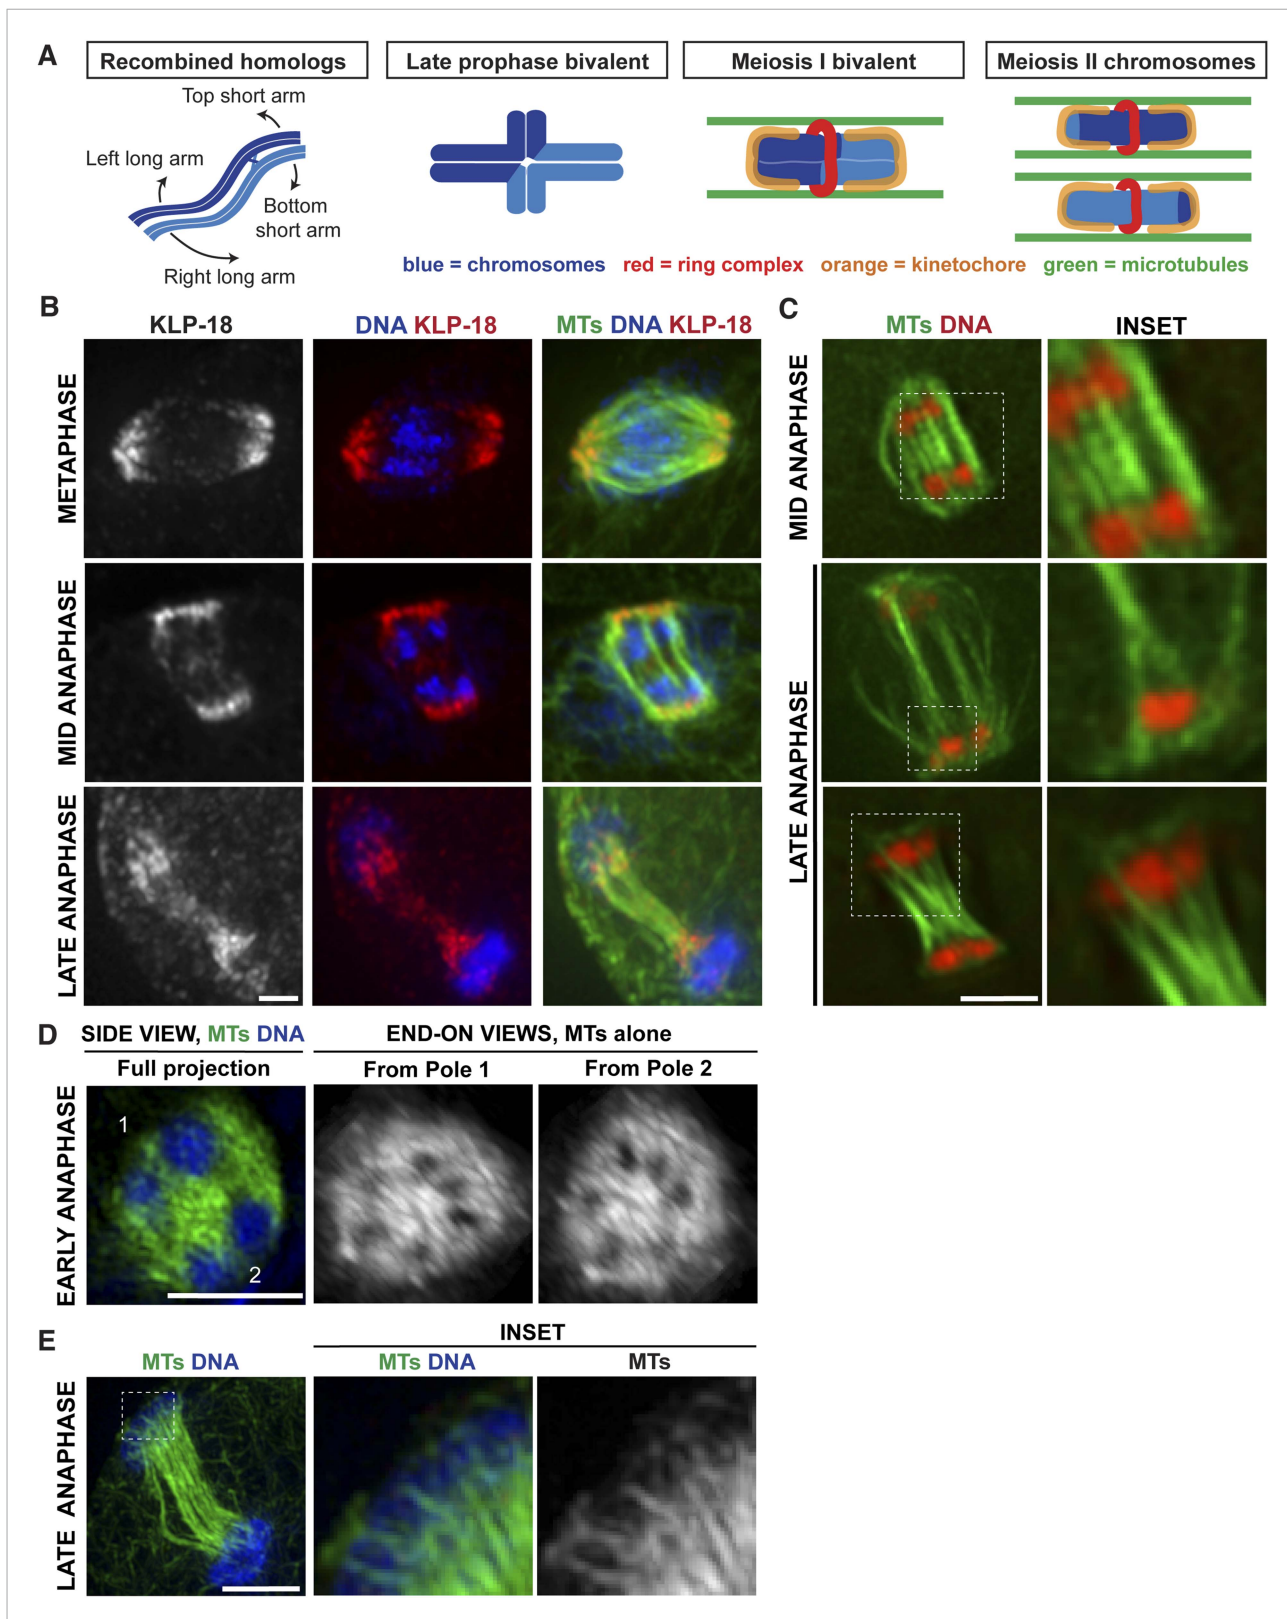 A
Recombined homologs
Late prophase bivalent
Meiosis I bivalent
Meiosis II chromosomes
Top short arm
Left long arm
Bottom
short arm
Right long arm
blue = chromosomes red = ring complex orange = kinetochore green = microtubules
B
KLP-18
DNA KLP-18
MTs DNA KLP-18
METAPHASE
MID ANAPHASE
LATE ANAPHASE
C
MTs DNA
INSET
MID ANAPHASE
LATE ANAPHASE
D
SIDE VIEW, MTs DNA
END-ON VIEWS, MTs alone
Full projection
From Pole 1
From Pole 2
EARLY ANAPHASE
1
2
E
INSET
MTs DNA
MTs DNA
MTs
LATE ANAPHASE